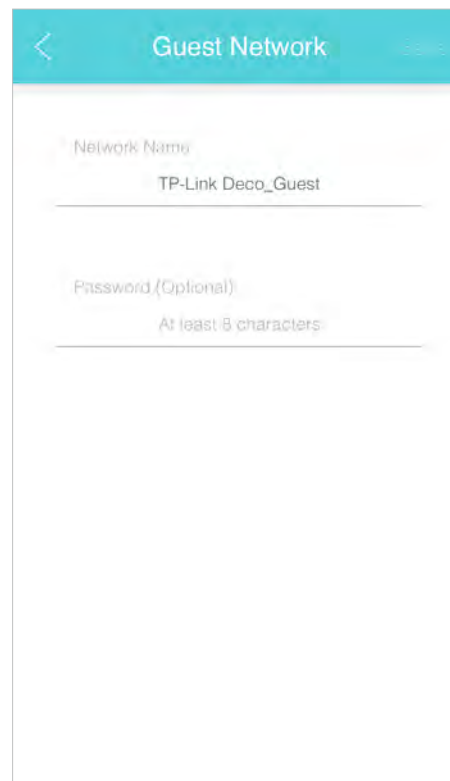 Guest Network
Network Name
TP-Link Deco_Guest
Password (Optional)
At least 8 characters